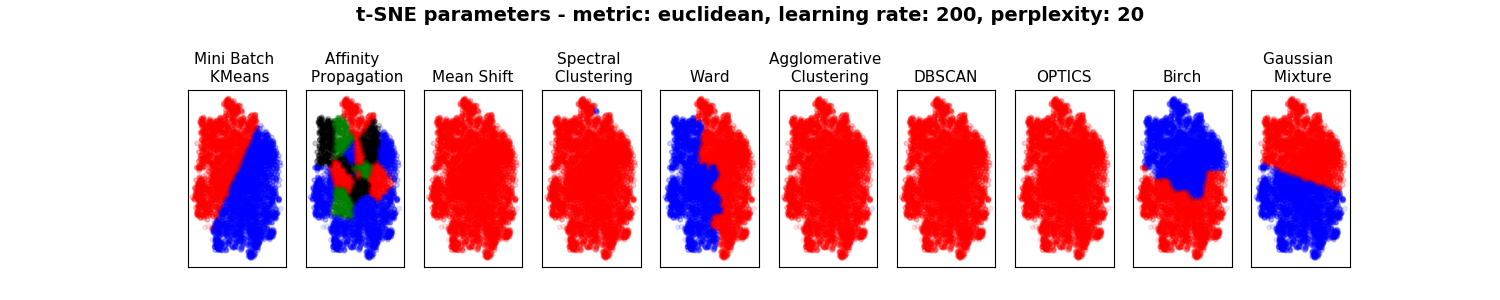 t-SNE parameters - metric: euclidean, learning rate: 200, perplexity: 20
Mini Batch
KMeans
Affinity
Propagation
Mean Shift
Spectral
Clustering
Ward
Agglomerative
Clustering
DBSCAN
OPTICS
Birch
Gaussian
Mixture